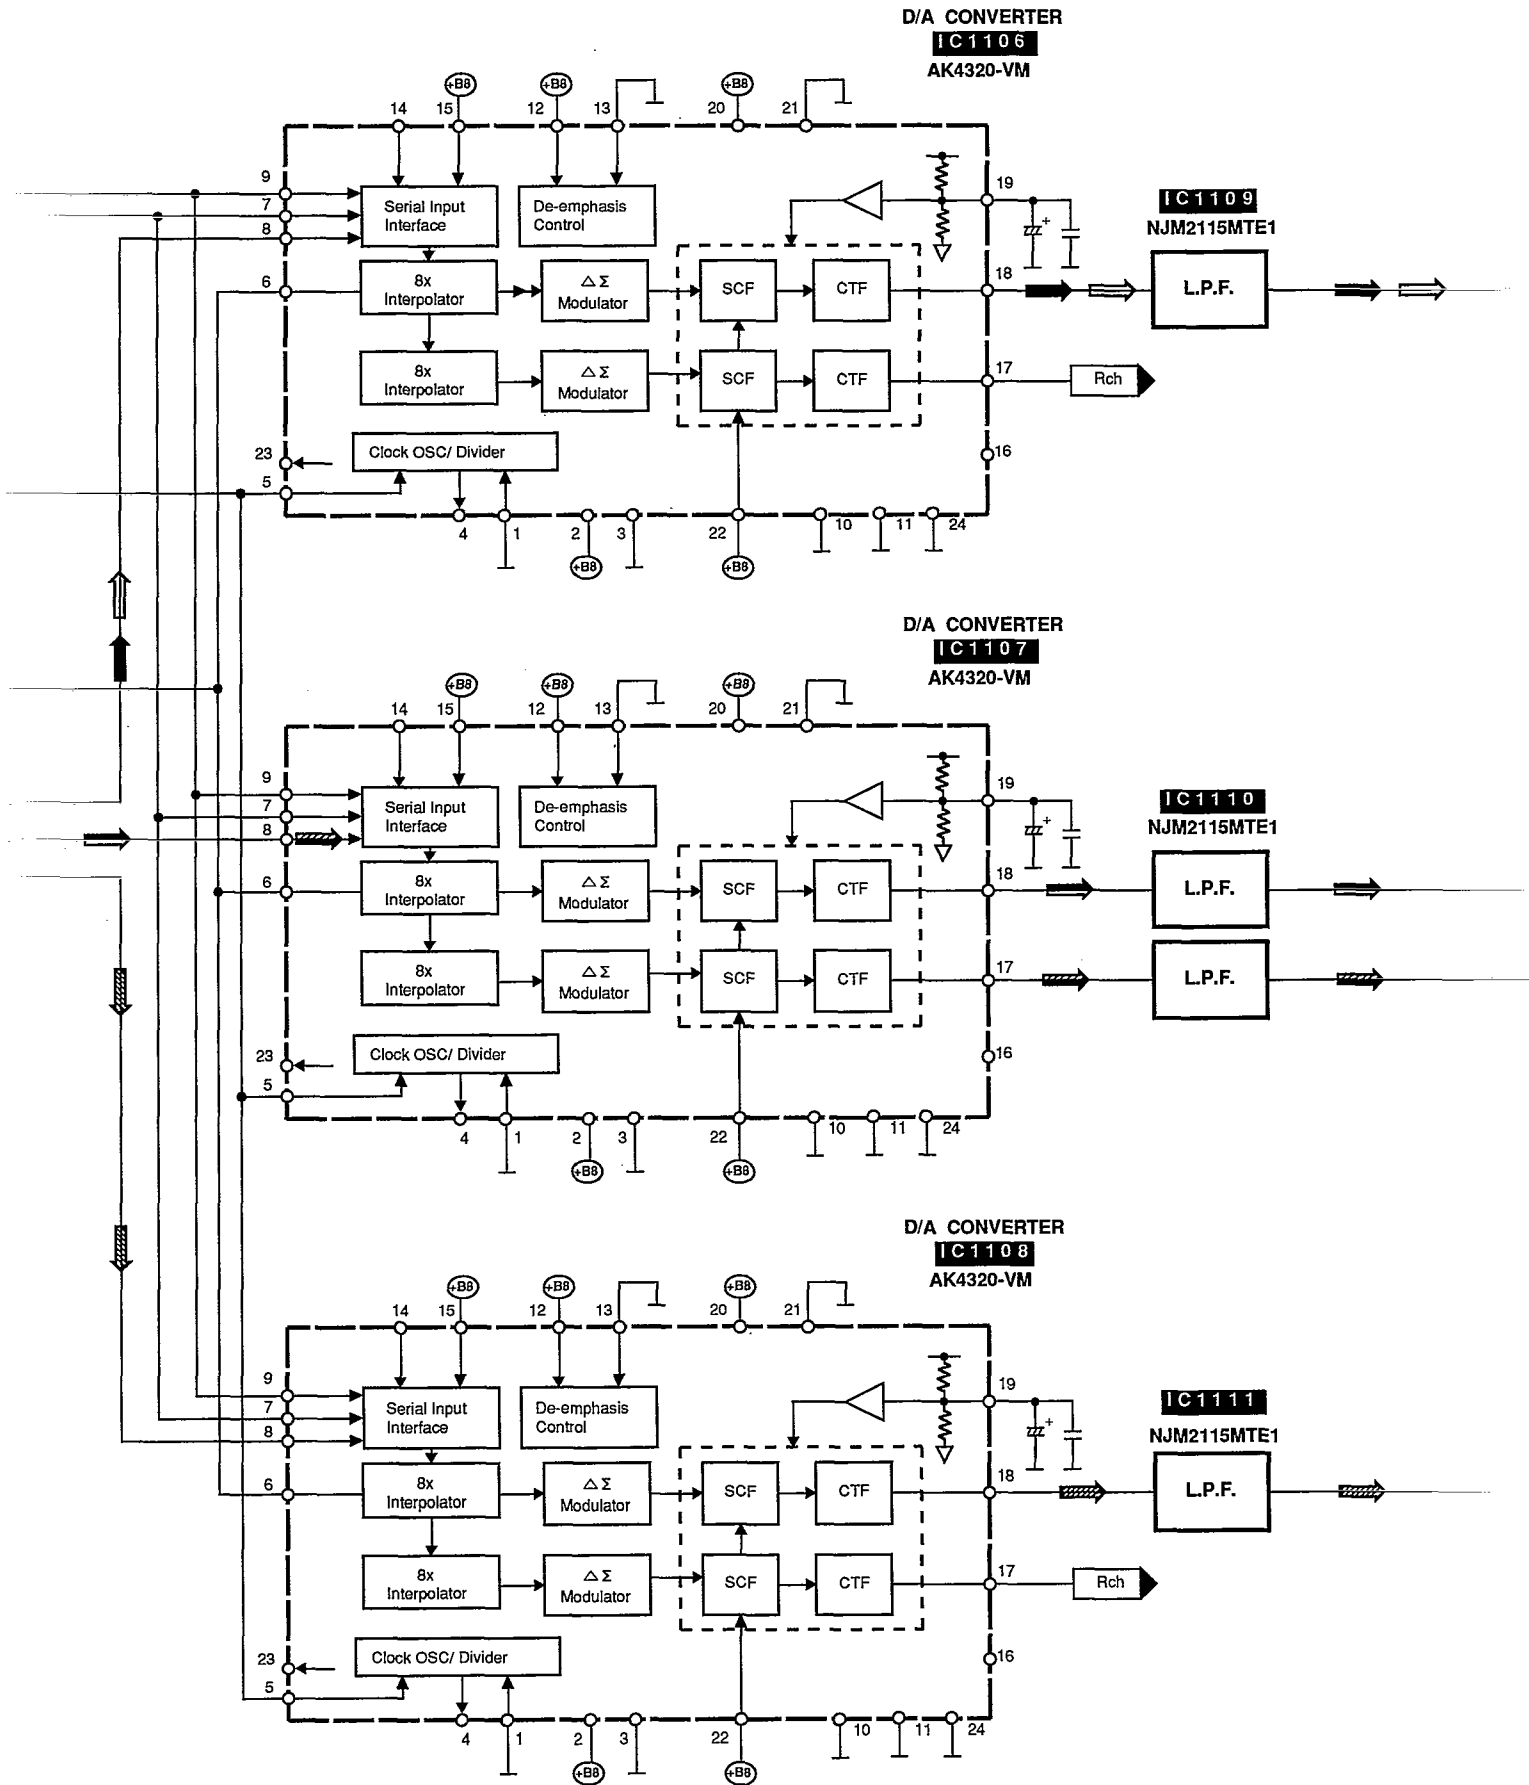 D/A CONVERTER
IC1106
AK4320-VM
+B8 +B8 +B8
14 15 12 13 20 21
9
7
8
6
23
5
Serial Input
Interface
De-emphasis
Control
8x
Interpolator
ΔΣ
Modulator
SCF
CTF
8x
Interpolator
ΔΣ
Modulator
SCF
CTF
Clock OSC/ Divider
19
+
18
17
16
Rch
IC1109
NJM2115MTE1
L.P.F.
4 1 2 3 22 10 11 24
+B8 +B8
D/A CONVERTER
IC1107
AK4320-VM
+B8 +B8 +B8
14 15 12 13 20 21
9
7
8
6
23
5
Serial Input
Interface
De-emphasis
Control
8x
Interpolator
ΔΣ
Modulator
SCF
CTF
8x
Interpolator
ΔΣ
Modulator
SCF
CTF
Clock OSC/ Divider
19
+
18
17
16
IC1110
NJM2115MTE1
L.P.F.
L.P.F.
4 1 2 3 22 10 11 24
+B8 +B8
D/A CONVERTER
IC1108
AK4320-VM
+B8 +B8 +B8
14 15 12 13 20 21
9
7
8
6
23
5
Serial Input
Interface
De-emphasis
Control
8x
Interpolator
ΔΣ
Modulator
SCF
CTF
8x
Interpolator
ΔΣ
Modulator
SCF
CTF
Clock OSC/ Divider
19
+
18
17
16
Rch
IC1111
NJM2115MTE1
L.P.F.
4 1 2 3 22 10 11 24
+B8 +B8